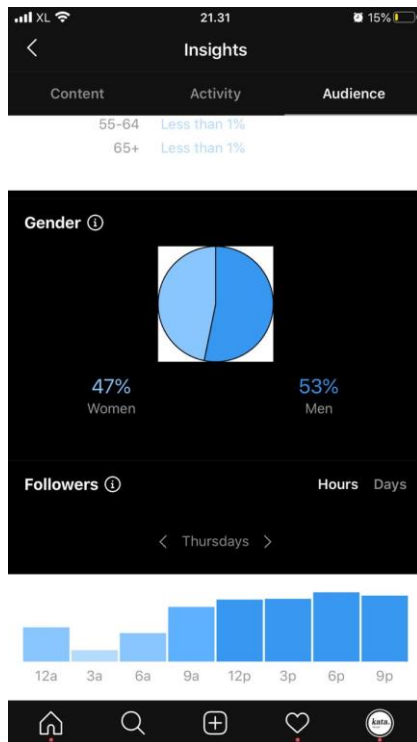 XL 21.31 15%
Insights
Content Activity Audience
55-64 Less than 1%
65+ Less than 1%
Gender
47% 53%
Women Men
Followers Hours Days
Thursdays
12a 3a 6a 9a 12p 3p 6p 9p
kata.